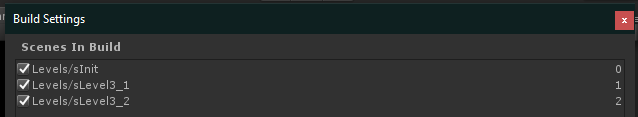 Build Settings
x
Scenes In Build
Levels/sInit 0
Levels/sLevel3_1 1
Levels/sLevel3_2 2